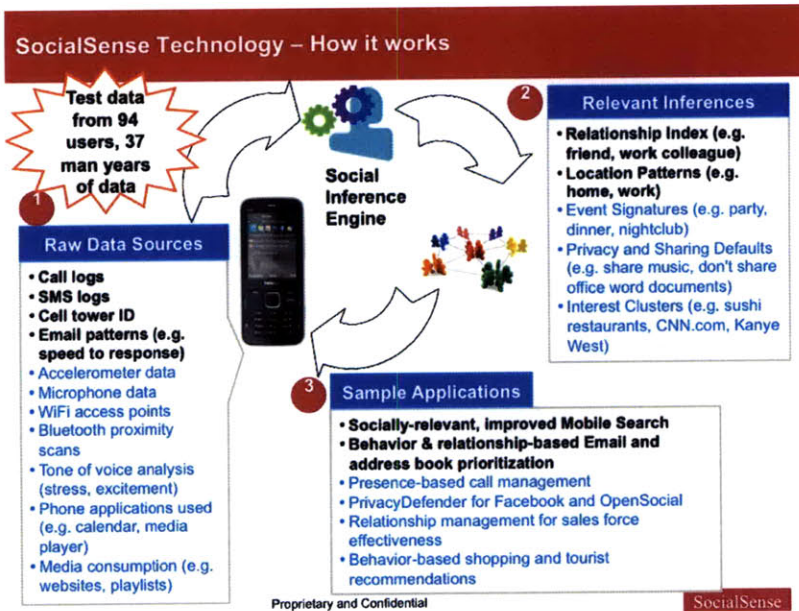 SocialSense Technology – How it works
Test data
from 94
users, 37
man years
of data
1
Raw Data Sources
• Call logs
• SMS logs
• Cell tower ID
• Email patterns (e.g.
speed to response)
• Accelerometer data
• Microphone data
• WiFi access points
• Bluetooth proximity
scans
• Tone of voice analysis
(stress, excitement)
• Phone applications used
(e.g. calendar, media
player)
• Media consumption (e.g.
websites, playlists)
Social
Inference
Engine
2
Relevant Inferences
• Relationship Index (e.g.
friend, work colleague)
• Location Patterns (e.g.
home, work)
• Event Signatures (e.g. party,
dinner, nightclub)
• Privacy and Sharing Defaults
(e.g. share music, don't share
office word documents)
• Interest Clusters (e.g. sushi
restaurants, CNN.com, Kanye
West)
3
Sample Applications
• Socially-relevant, improved Mobile Search
• Behavior & relationship-based Email and
address book prioritization
• Presence-based call management
• PrivacyDefender for Facebook and OpenSocial
• Relationship management for sales force
effectiveness
• Behavior-based shopping and tourist
recommendations
Proprietary and Confidential
SocialSense